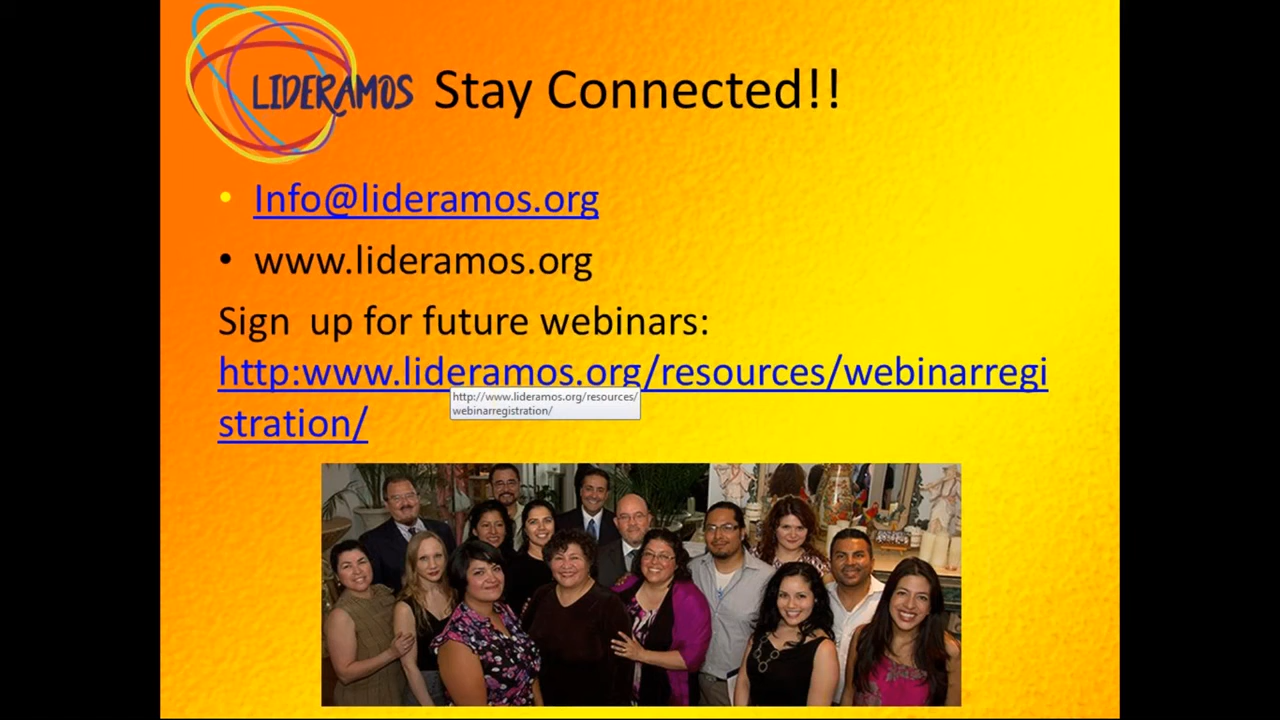 LIDERAMOS Stay Connected!!
• Info@lideramos.org
• www.lideramos.org
Sign up for future webinars:
http:www.lideramos.org/resources/webinarregi
stration/
http://www.lideramos.org/resources/
webinarregistration/